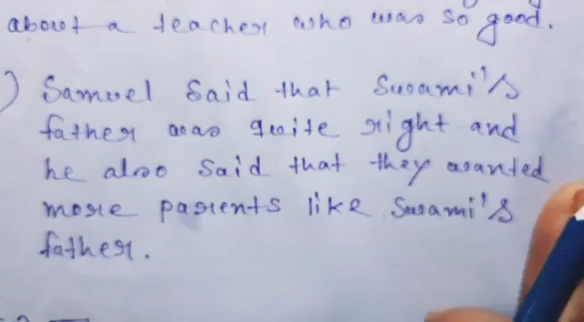 about a teacher who was so good.
) Samuel said that Swami's
father was quite right and
he also said that they wanted
more parents like Swami's
father.